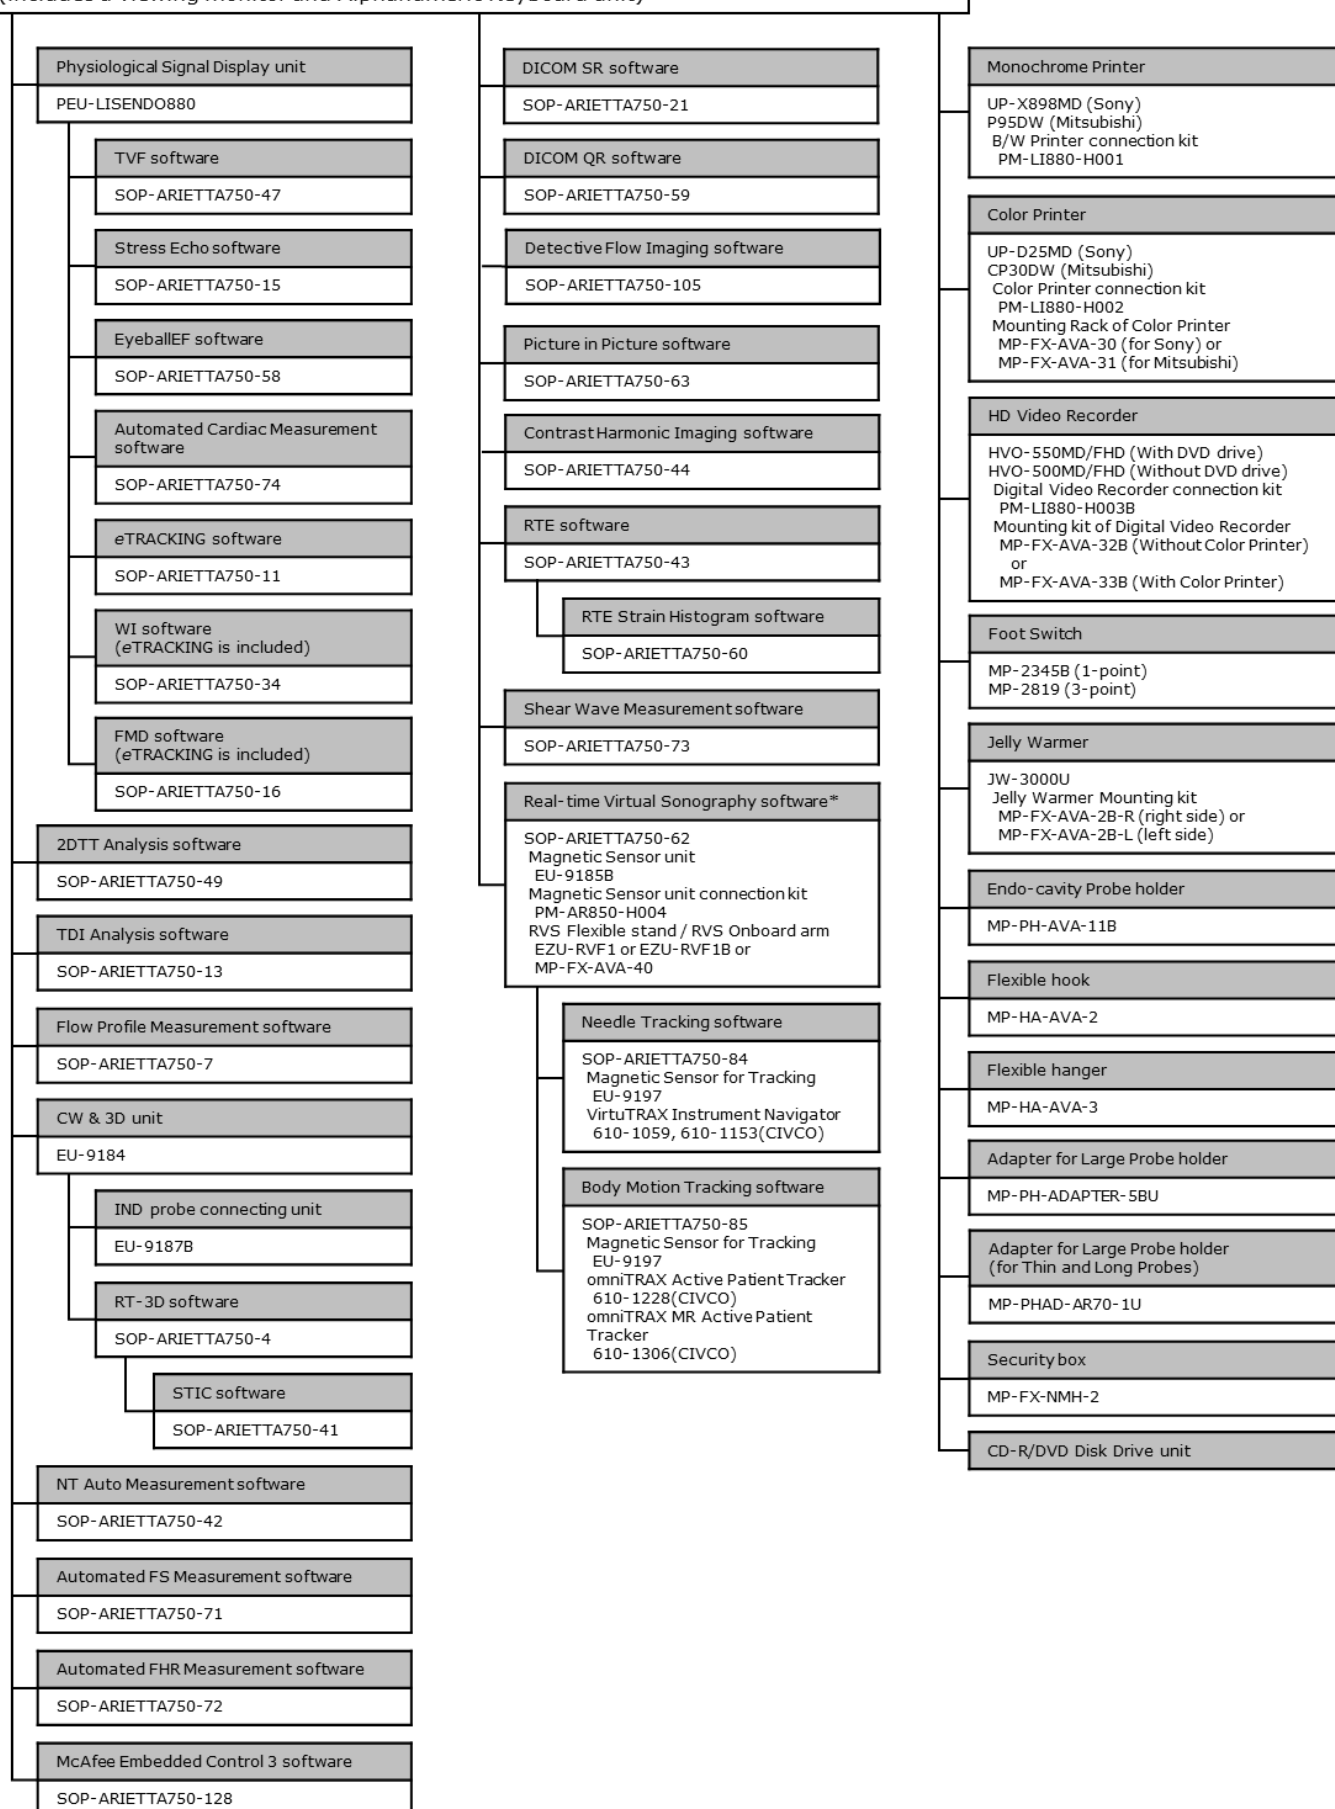 (includes a Viewing Monitor and Alphanumeric Keyboard unit)
Physiological Signal Display unit
PEU-LISENDO880
TVF software
SOP-ARIETTA750-47
Stress Echo software
SOP-ARIETTA750-15
EyeballEF software
SOP-ARIETTA750-58
Automated Cardiac Measurement
software
SOP-ARIETTA750-74
eTRACKING software
SOP-ARIETTA750-11
WI software
(eTRACKING is included)
SOP-ARIETTA750-34
FMD software
(eTRACKING is included)
SOP-ARIETTA750-16
2DTT Analysis software
SOP-ARIETTA750-49
TDI Analysis software
SOP-ARIETTA750-13
Flow Profile Measurement software
SOP-ARIETTA750-7
CW & 3D unit
EU-9184
IND probe connecting unit
EU-9187B
RT-3D software
SOP-ARIETTA750-4
STIC software
SOP-ARIETTA750-41
NT Auto Measurement software
SOP-ARIETTA750-42
Automated FS Measurement software
SOP-ARIETTA750-71
Automated FHR Measurement software
SOP-ARIETTA750-72
McAfee Embedded Control 3 software
SOP-ARIETTA750-128
DICOM SR software
SOP-ARIETTA750-21
DICOM QR software
SOP-ARIETTA750-59
Detective Flow Imaging software
SOP-ARIETTA750-105
Picture in Picture software
SOP-ARIETTA750-63
Contrast Harmonic Imaging software
SOP-ARIETTA750-44
RTE software
SOP-ARIETTA750-43
RTE Strain Histogram software
SOP-ARIETTA750-60
Shear Wave Measurement software
SOP-ARIETTA750-73
Real-time Virtual Sonography software*
SOP-ARIETTA750-62
Magnetic Sensor unit
EU-9185B
Magnetic Sensor unit connection kit
PM-AR850-H004
RVS Flexible stand / RVS Onboard arm
EZU-RVF1 or EZU-RVF1B or
MP-FX-AVA-40
Needle Tracking software
SOP-ARIETTA750-84
Magnetic Sensor for Tracking
EU-9197
VirtuTRAX Instrument Navigator
610-1059, 610-1153(CIVCO)
Body Motion Tracking software
SOP-ARIETTA750-85
Magnetic Sensor for Tracking
EU-9197
omniTRAX Active Patient Tracker
610-1228(CIVCO)
omniTRAX MR Active Patient
Tracker
610-1306(CIVCO)
Monochrome Printer
UP-X898MD (Sony)
P95DW (Mitsubishi)
B/W Printer connection kit
PM-LI880-H001
Color Printer
UP-D25MD (Sony)
CP30DW (Mitsubishi)
Color Printer connection kit
PM-LI880-H002
Mounting Rack of Color Printer
MP-FX-AVA-30 (for Sony) or
MP-FX-AVA-31 (for Mitsubishi)
HD Video Recorder
HVO-550MD/FHD (With DVD drive)
HVO-500MD/FHD (Without DVD drive)
Digital Video Recorder connection kit
PM-LI880-H003B
Mounting kit of Digital Video Recorder
MP-FX-AVA-32B (Without Color Printer)
or
MP-FX-AVA-33B (With Color Printer)
Foot Switch
MP-2345B (1-point)
MP-2819 (3-point)
Jelly Warmer
JW-3000U
Jelly Warmer Mounting kit
MP-FX-AVA-2B-R (right side) or
MP-FX-AVA-2B-L (left side)
Endo-cavity Probe holder
MP-PH-AVA-11B
Flexible hook
MP-HA-AVA-2
Flexible hanger
MP-HA-AVA-3
Adapter for Large Probe holder
MP-PH-ADAPTER-5BU
Adapter for Large Probe holder
(for Thin and Long Probes)
MP-PHAD-AR70-1U
Security box
MP-FX-NMH-2
CD-R/DVD Disk Drive unit